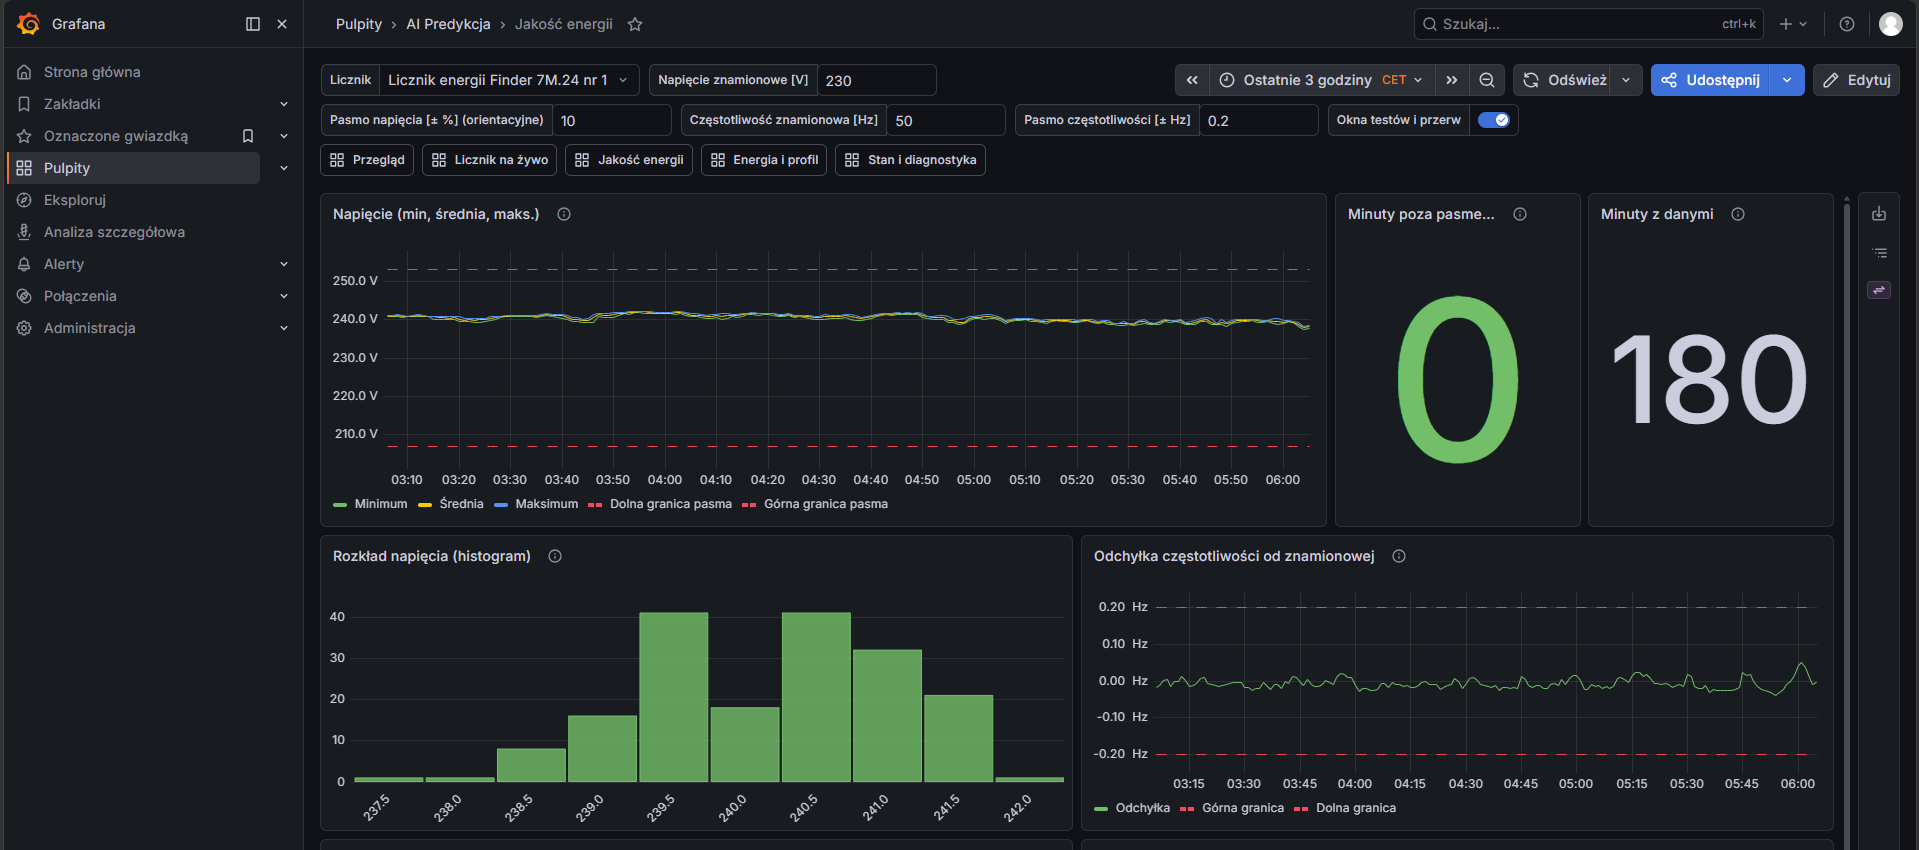 Grafana
Pulpity › AI Predykcja › Jakość energii
Szukaj... ctrl+k
Strona główna
Zakładki
Oznaczone gwiazdką
Pulpity
Eksploruj
Analiza szczegółowa
Alerty
Połączenia
Administracja
Licznik Licznik energii Finder 7M.24 nr 1 Napięcie znamionowe [V] 230
Ostatnie 3 godziny CET Odśwież Udostępnij Edytuj
Pasmo napięcia [± %] (orientacyjne) 10 Częstotliwość znamionowa [Hz] 50 Pasmo częstotliwości [± Hz] 0.2 Okna testów i przerw
Przegląd Licznik na żywo Jakość energii Energia i profil Stan i diagnostyka
Napięcie (min, średnia, maks.)
250.0 V
240.0 V
230.0 V
220.0 V
210.0 V
03:10 03:20 03:30 03:40 03:50 04:00 04:10 04:20 04:30 04:40 04:50 05:00 05:10 05:20 05:30 05:40 05:50 06:00
Minimum Średnia Maksimum Dolna granica pasma Górna granica pasma
Minuty poza pasme...
0
Minuty z danymi
180
Rozkład napięcia (histogram)
40
30
20
10
0
237.5 238.0 238.5 239.0 239.5 240.0 240.5 241.0 241.5 242.0
Odchyłka częstotliwości od znamionowej
0.20 Hz
0.10 Hz
0.00 Hz
-0.10 Hz
-0.20 Hz
03:15 03:30 03:45 04:00 04:15 04:30 04:45 05:00 05:15 05:30 05:45 06:00
Odchyłka Górna granica Dolna granica